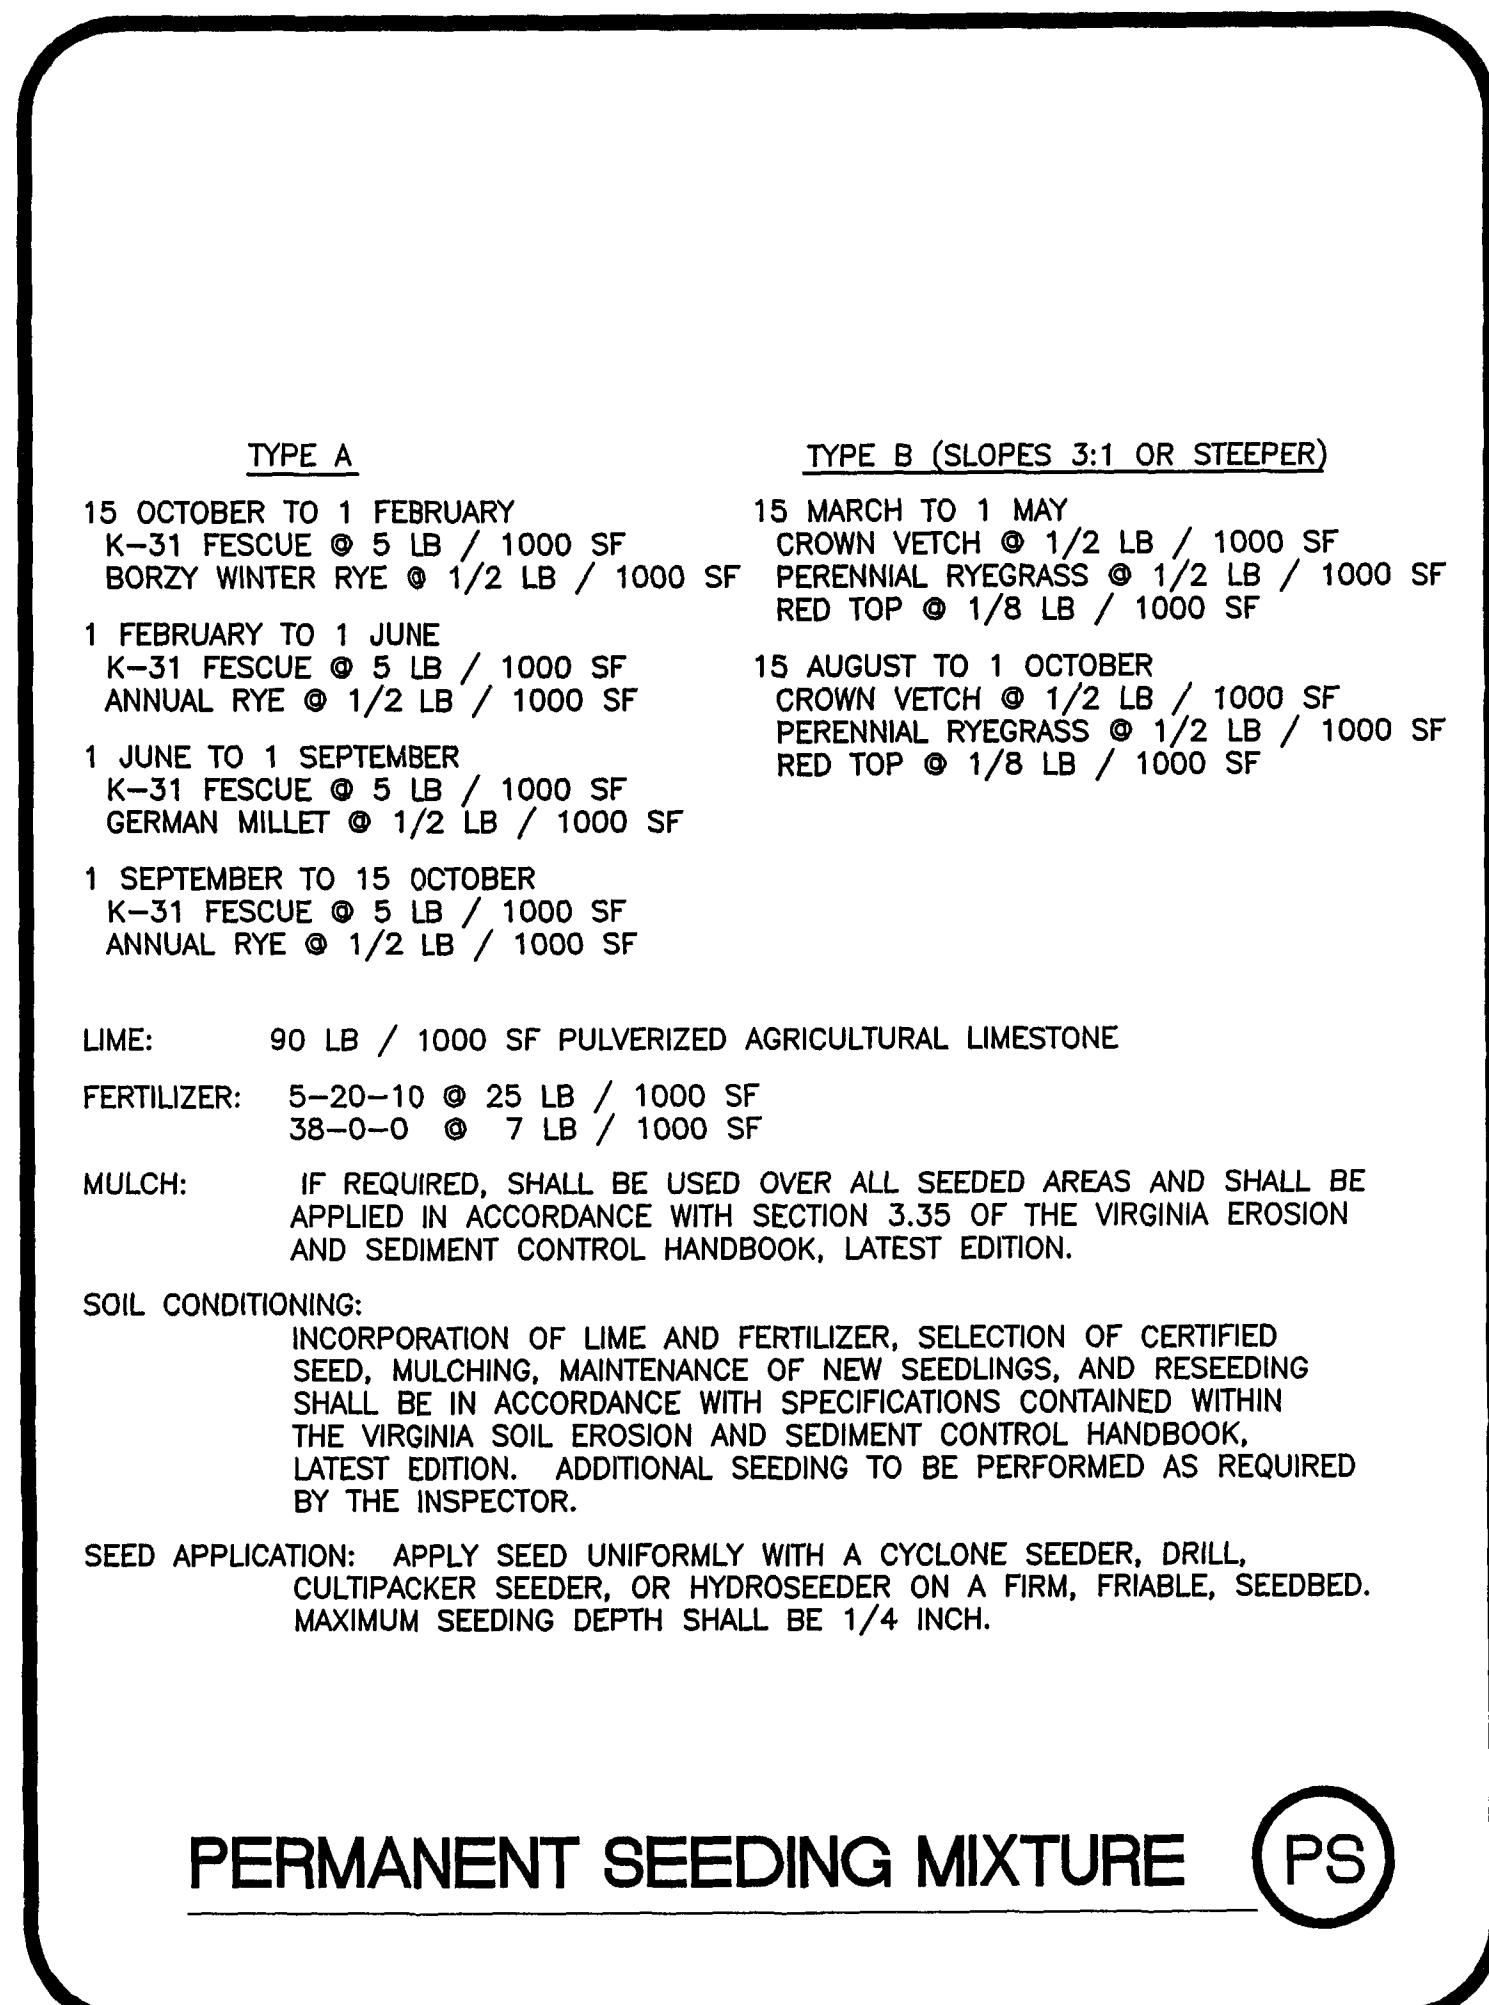 TYPE A
15 OCTOBER TO 1 FEBRUARY
K-31 FESCUE @ 5 LB / 1000 SF
BORZY WINTER RYE @ 1/2 LB / 1000 SF
1 FEBRUARY TO 1 JUNE
K-31 FESCUE @ 5 LB / 1000 SF
ANNUAL RYE @ 1/2 LB / 1000 SF
1 JUNE TO 1 SEPTEMBER
K-31 FESCUE @ 5 LB / 1000 SF
GERMAN MILLET @ 1/2 LB / 1000 SF
1 SEPTEMBER TO 15 OCTOBER
K-31 FESCUE @ 5 LB / 1000 SF
ANNUAL RYE @ 1/2 LB / 1000 SF
TYPE B (SLOPES 3:1 OR STEEPER)
15 MARCH TO 1 MAY
CROWN VETCH @ 1/2 LB / 1000 SF
PERENNIAL RYEGRASS @ 1/2 LB / 1000 SF
RED TOP @ 1/8 LB / 1000 SF
15 AUGUST TO 1 OCTOBER
CROWN VETCH @ 1/2 LB / 1000 SF
PERENNIAL RYEGRASS @ 1/2 LB / 1000 SF
RED TOP @ 1/8 LB / 1000 SF
LIME: 90 LB / 1000 SF PULVERIZED AGRICULTURAL LIMESTONE
FERTILIZER: 5-20-10 @ 25 LB / 1000 SF
38-0-0 @ 7 LB / 1000 SF
MULCH: IF REQUIRED, SHALL BE USED OVER ALL SEEDED AREAS AND SHALL BE
APPLIED IN ACCORDANCE WITH SECTION 3.35 OF THE VIRGINIA EROSION
AND SEDIMENT CONTROL HANDBOOK, LATEST EDITION.
SOIL CONDITIONING:
INCORPORATION OF LIME AND FERTILIZER, SELECTION OF CERTIFIED
SEED, MULCHING, MAINTENANCE OF NEW SEEDLINGS, AND RESEEDING
SHALL BE IN ACCORDANCE WITH SPECIFICATIONS CONTAINED WITHIN
THE VIRGINIA SOIL EROSION AND SEDIMENT CONTROL HANDBOOK,
LATEST EDITION. ADDITIONAL SEEDING TO BE PERFORMED AS REQUIRED
BY THE INSPECTOR.
SEED APPLICATION: APPLY SEED UNIFORMLY WITH A CYCLONE SEEDER, DRILL,
CULTIPACKER SEEDER, OR HYDROSEEDER ON A FIRM, FRIABLE, SEEDBED.
MAXIMUM SEEDING DEPTH SHALL BE 1/4 INCH.
PERMANENT SEEDING MIXTURE PS